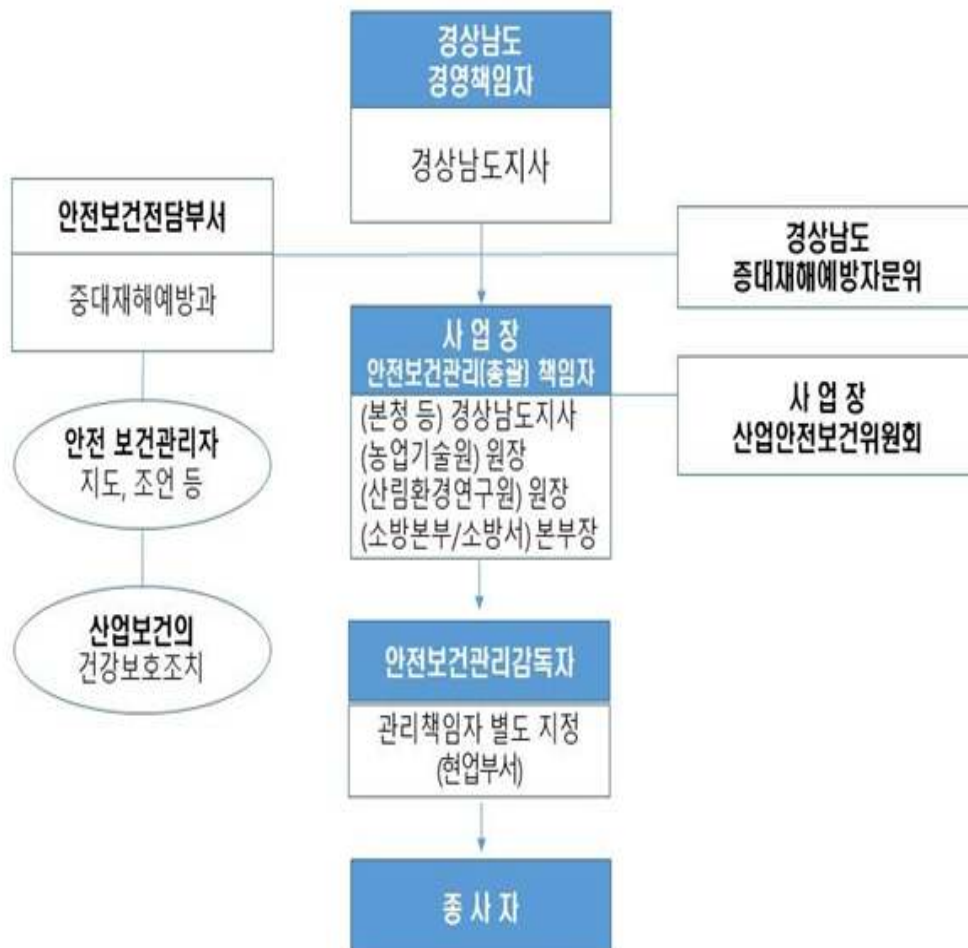 경상남도
경영책임자
경상남도지사
안전보건전담부서
중대재해예방과
경상남도
증대재해예방자문위
사 업 장
안전보건관리(총괄) 책임자
(본청 등) 경상남도지사
(농업기술원) 원장
(산림환경연구원) 원장
(소방본부/소방서) 본부장
사 업 장
산업안전보건위원회
안전 보건관리자
지도, 조언 등
산업보건의
건강보호조치
안전보건관리감독자
관리책임자 별도 지정
(현업부서)
종 사 자